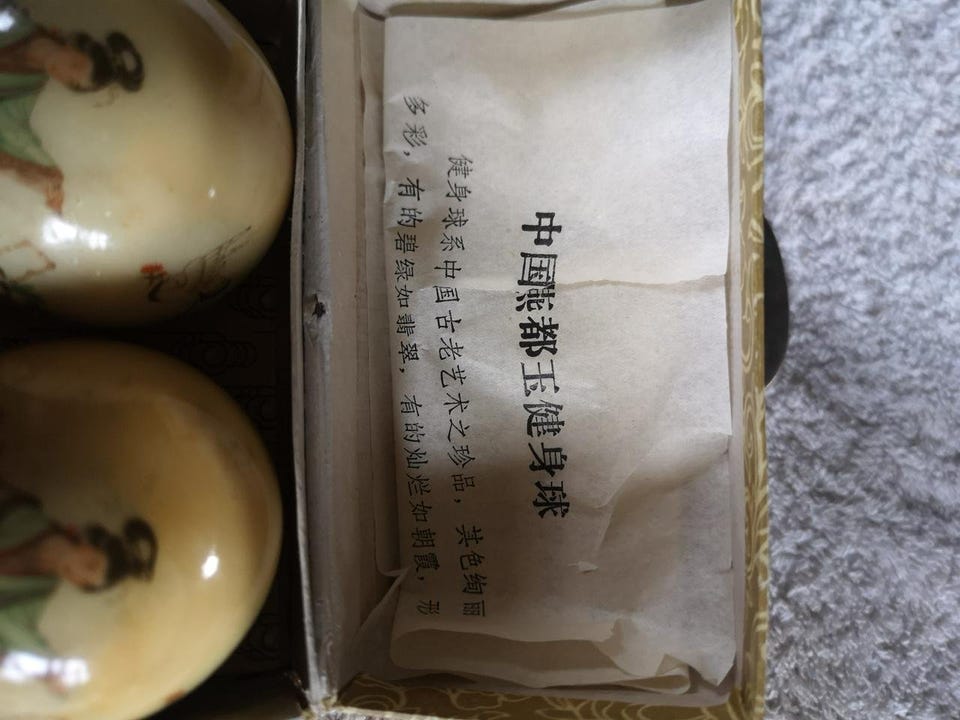 中国都玉健身球
健身球系中国古老艺术之珍品，其色绚丽
多彩，有的碧绿如翡翠，有的灿烂如朝霞，形